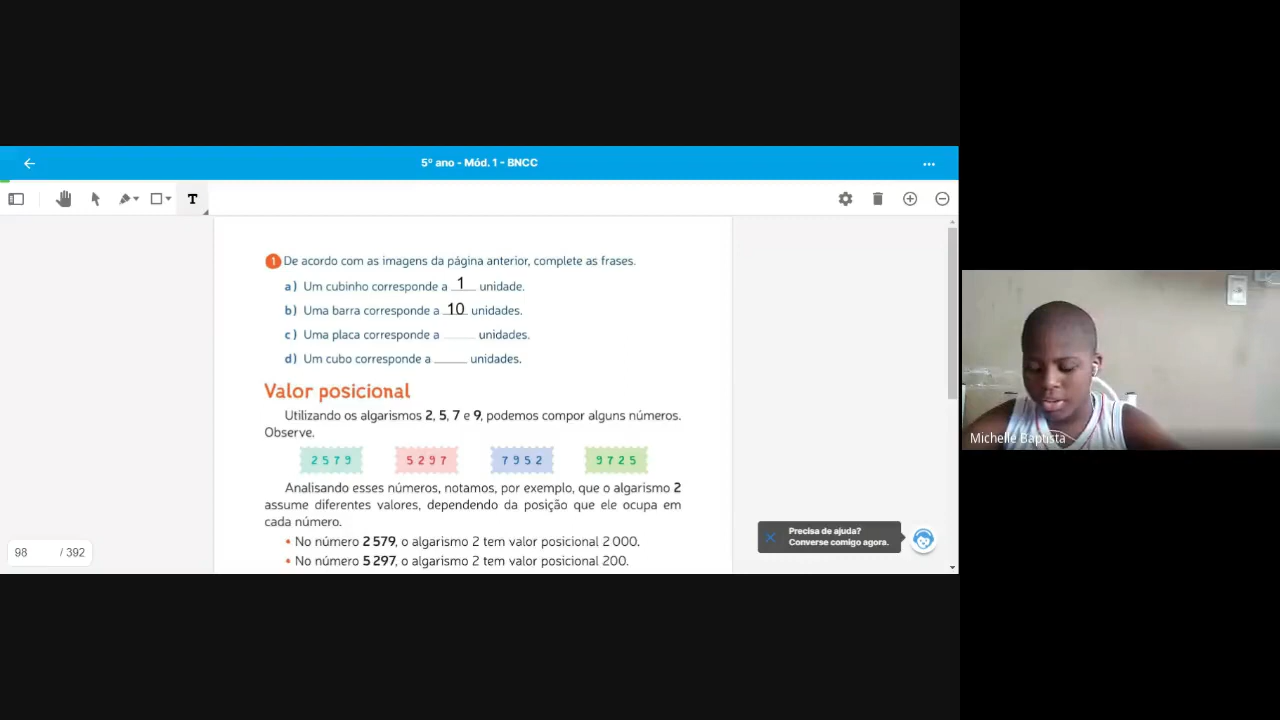 5º ano - Mód. 1 - BNCC
T
1 De acordo com as imagens da página anterior, complete as frases.
a) Um cubinho corresponde a 1 unidade.
b) Uma barra corresponde a 10 unidades.
c) Uma placa corresponde a ____ unidades.
d) Um cubo corresponde a ____ unidades.
Valor posicional
Utilizando os algarismos 2, 5, 7 e 9, podemos compor alguns números.
Observe.
2 5 7 9 5 2 9 7 7 9 5 2 9 7 2 5
Analisando esses números, notamos, por exemplo, que o algarismo 2
assume diferentes valores, dependendo da posição que ele ocupa em
cada número.
• No número 2 579, o algarismo 2 tem valor posicional 2 000.
• No número 5 297, o algarismo 2 tem valor posicional 200.
98 / 392
Precisa de ajuda?
Converse comigo agora.
Michelle Baptista